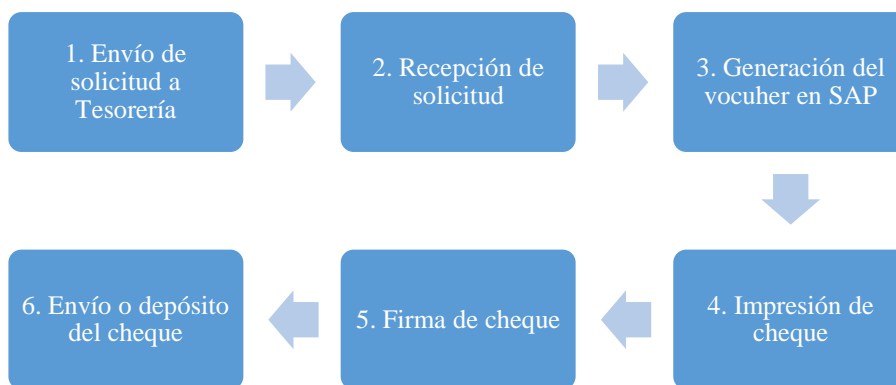 1. Envío de
solicitud a
Tesorería
2. Recepción de
solicitud
3. Generación del
vocuher en SAP
4. Impresión de
cheque
5. Firma de cheque
6. Envío o depósito
del cheque